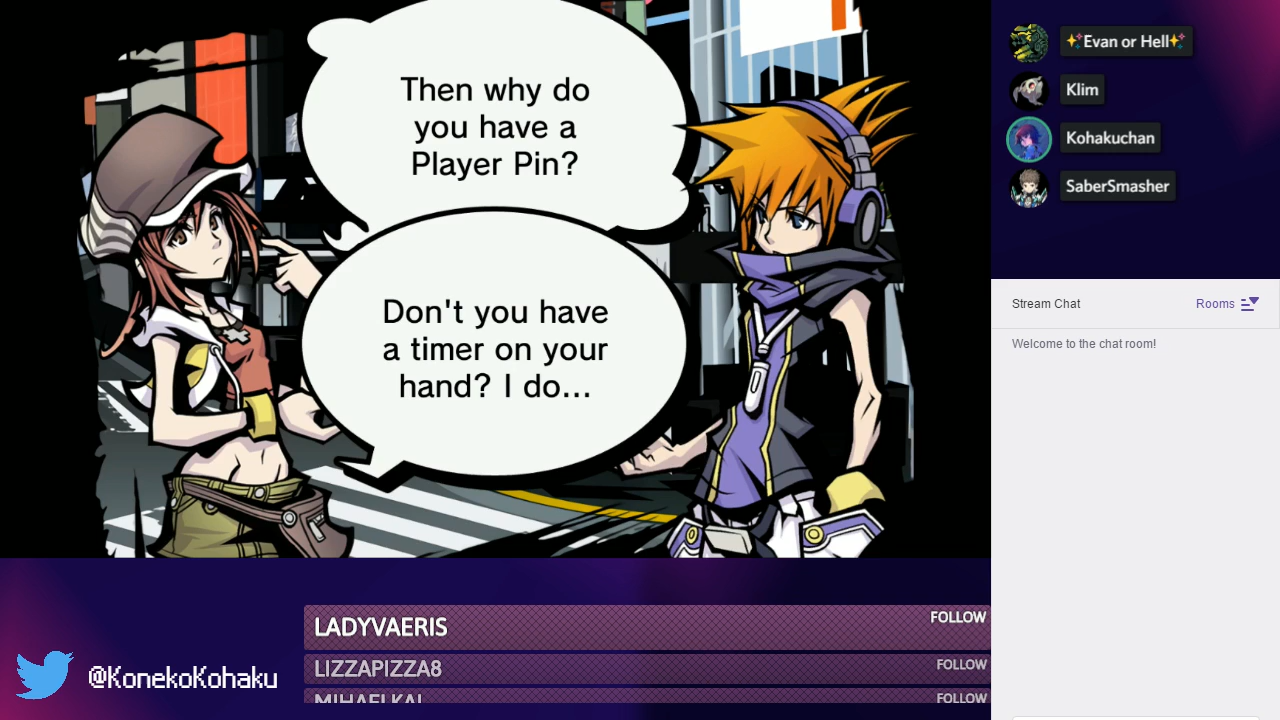 Then why do
you have a
Player Pin?
Don't you have
a timer on your
hand? I do...
Evan or Hell
Klim
Kohakuchan
SaberSmasher
Stream Chat
Rooms
Welcome to the chat room!
@KonekoKohaku
LADYVAERIS
FOLLOW
LIZZAPIZZA8
FOLLOW
FOLLOW